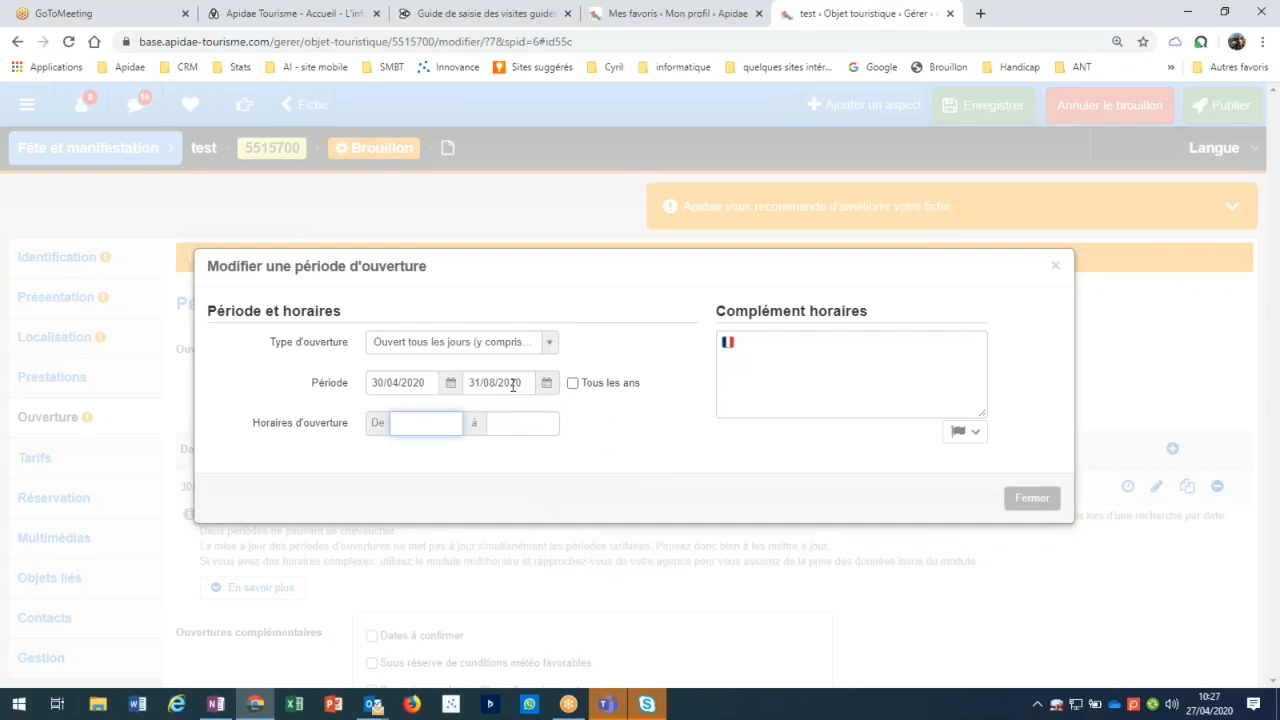 GoToMeeting
Apidae Tourisme - Accueil - L'inf
Guide de saisie des textes guidés
Mes favoris ‹ Mon profil ‹ Apidae
test ‹ Objet touristique ‹ Gérer ‹
base.apidae-tourisme.com/gerer/objet-touristique/5515700/modifier/?7&spid=6#id55c
Applications
Apidae
CRM
Stats
AI - site mobile
SMBT
Innovance
Sites suggérés
Cyril
informatique
quelques sites intér...
Google
Brouillon
Handicap
ANT
»
Autres favoris
8
16
Fiche
Ajouter un aspect
Enregistrer
Annuler le brouillon
Publier
Fête et manifestation
test
5515700
Brouillon
Langue
Apidae vous recommande d'améliorer votre fiche.
Identification
Présentation
Localisation
Prestations
Ouverture
Tarifs
Réservation
Multimédias
Objets liés
Contacts
Gestion
Modifier une période d'ouverture
×
Période et horaires
Type d'ouverture
Ouvert tous les jours (y compris...
Période
30/04/2020
31/08/2020
Tous les ans
Horaires d'ouverture
De
à
Complément horaires
Fermer
s lors d'une recherche par date.
Deux périodes ne peuvent se chevaucher.
La mise à jour des périodes d'ouvertures ne met pas à jour simultanément les périodes tarifaires. Pensez donc bien à les mettre à jour.
Si vous avez des horaires complexes, utilisez le module multihoraire et rapprochez-vous de votre agence pour vous assurez de la prise des données issue du module.
En savoir plus
Ouvertures complémentaires
Dates à confirmer
Sous réserve de conditions météo favorables
10:27
27/04/2020